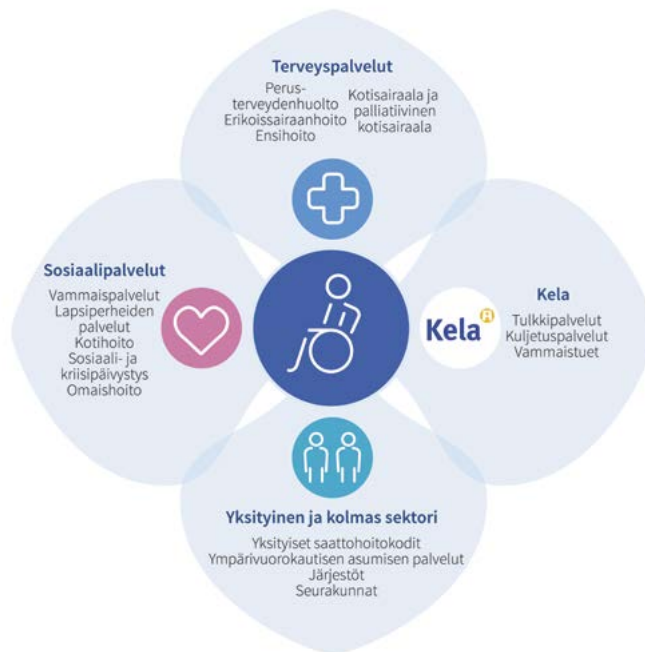 Terveyspalvelut
Perus-
terveydenhuolto
Erikoissairaanhoito
Ensihoito
Kotisairaala ja
palliatiivinen
kotisairaala
Sosiaalipalvelut
Vammaispalvelut
Lapsiperheiden
palvelut
Kotihoito
Sosiaali- ja
kriisipäivystys
Omaishoito
Kela
Kela
Tulkkipalvelut
Kuljetuspalvelut
Vammaistuet
Yksityinen ja kolmas sektori
Yksityiset saattohoitokodit
Ympärivuorokautisen asumisen palvelut
Järjestöt
Seurakunnat